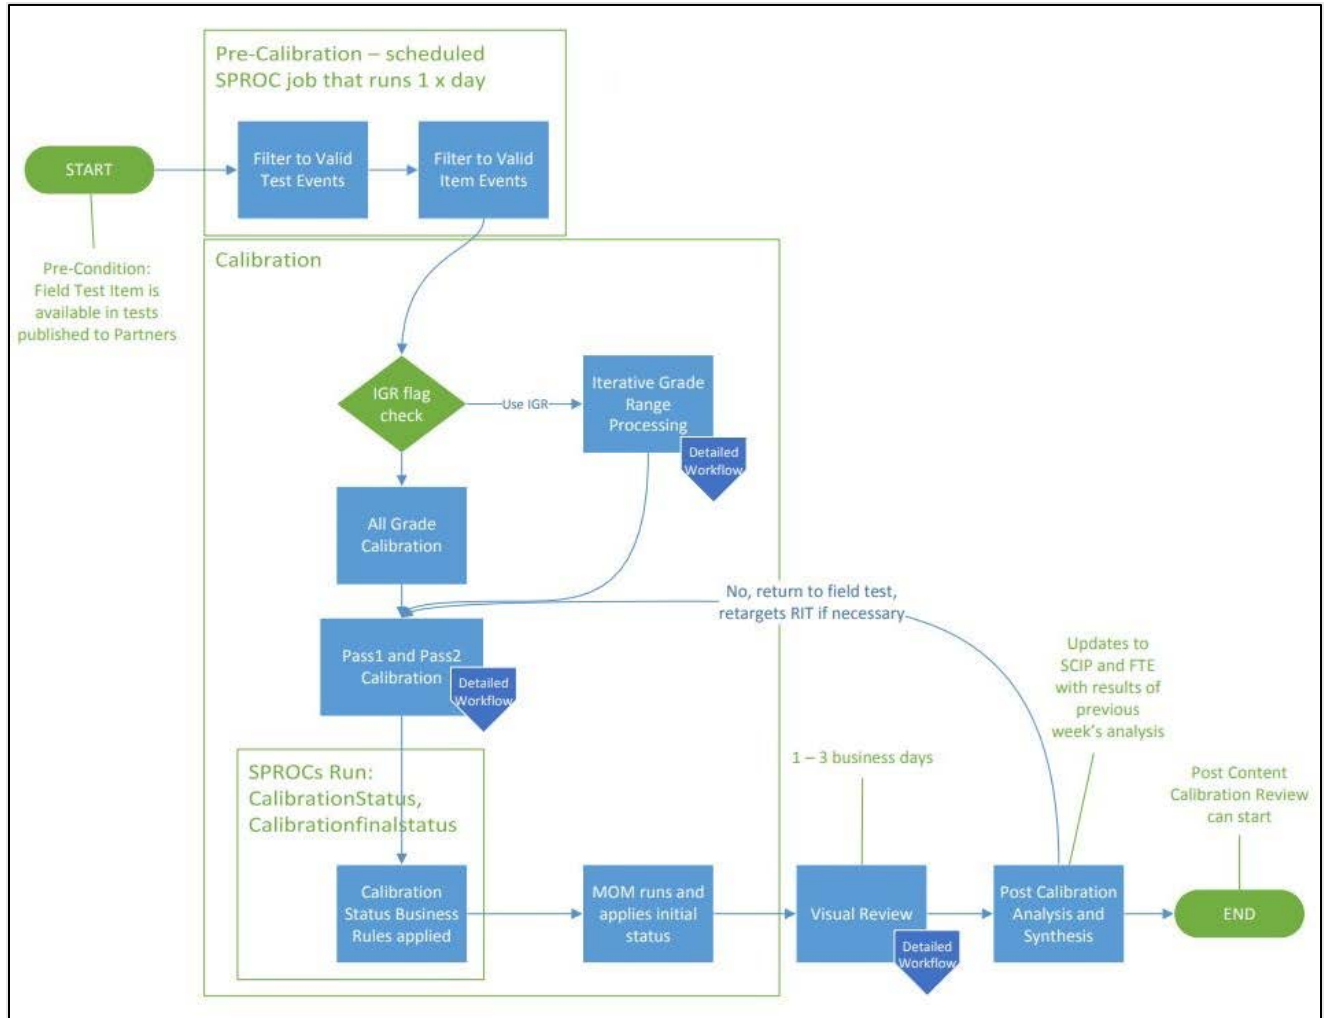 Pre-Calibration – scheduled
SPROC job that runs 1 x day
START
Filter to Valid
Test Events
Filter to Valid
Item Events
Pre-Condition:
Field Test Item is
available in tests
published to Partners
Calibration
IGR flag
check
Use IGR
Iterative Grade
Range
Processing
Detailed
Workflow
All Grade
Calibration
No, return to field test,
retargets RIT if necessary
Pass1 and Pass2
Calibration
Detailed
Workflow
Updates to
SCIP and FTE
with results of
previous
week's analysis
SPROCs Run:
CalibrationStatus,
Calibrationfinalstatus
1 – 3 business days
Post Content
Calibration Review
can start
Calibration
Status Business
Rules applied
MOM runs and
applies initial
status
Visual Review
Detailed
Workflow
Post Calibration
Analysis and
Synthesis
END